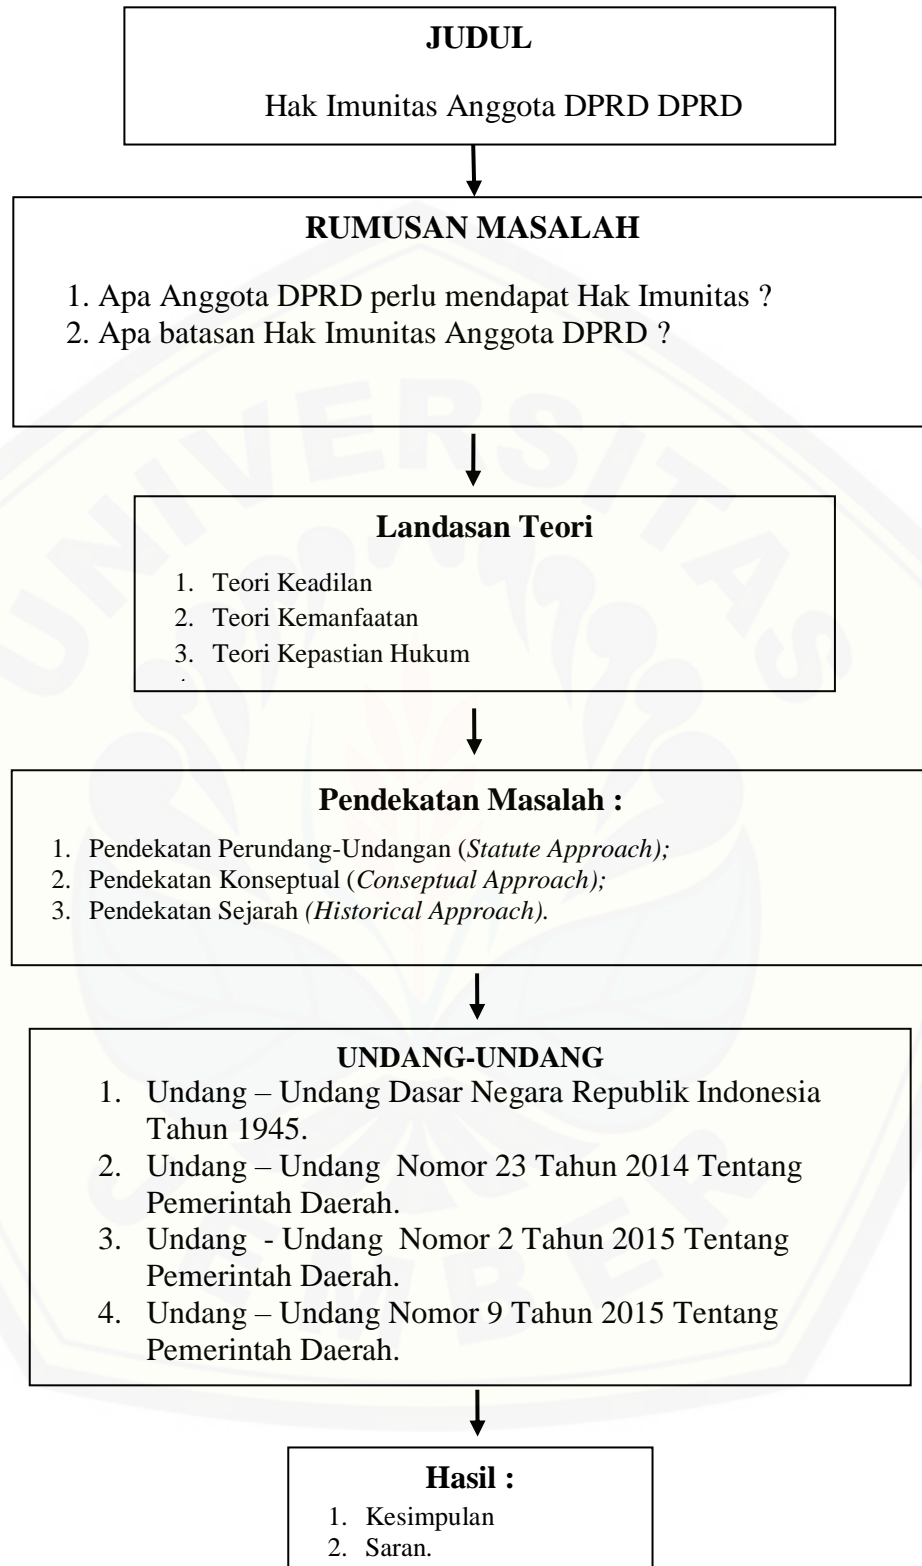 JUDUL
Hak Imunitas Anggota DPRD DPRD
RUMUSAN MASALAH
1. Apa Anggota DPRD perlu mendapat Hak Imunitas ?
2. Apa batasan Hak Imunitas Anggota DPRD ?
Landasan Teori
1. Teori Keadilan
2. Teori Kemanfaatan
3. Teori Kepastian Hukum
Pendekatan Masalah :
1. Pendekatan Perundang-Undangan (Statute Approach);
2. Pendekatan Konseptual (Conseptual Approach);
3. Pendekatan Sejarah (Historical Approach).
UNDANG-UNDANG
1. Undang – Undang Dasar Negara Republik Indonesia
Tahun 1945.
2. Undang – Undang Nomor 23 Tahun 2014 Tentang
Pemerintah Daerah.
3. Undang - Undang Nomor 2 Tahun 2015 Tentang
Pemerintah Daerah.
4. Undang – Undang Nomor 9 Tahun 2015 Tentang
Pemerintah Daerah.
Hasil :
1. Kesimpulan
2. Saran.
UNIVERSITAS
JEMBER